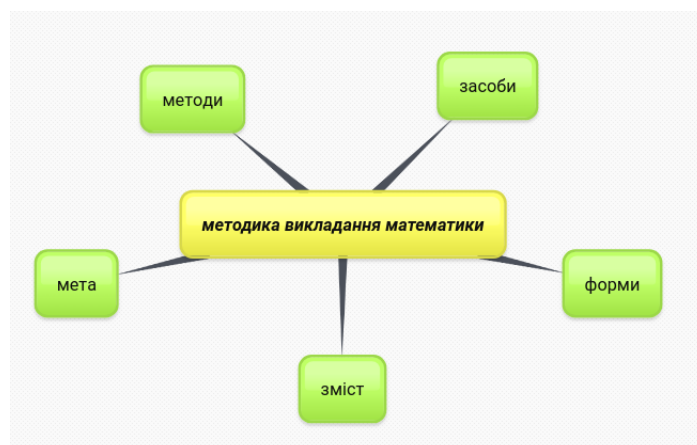 засоби
методи
методика викладання математики
мета
форми
зміст